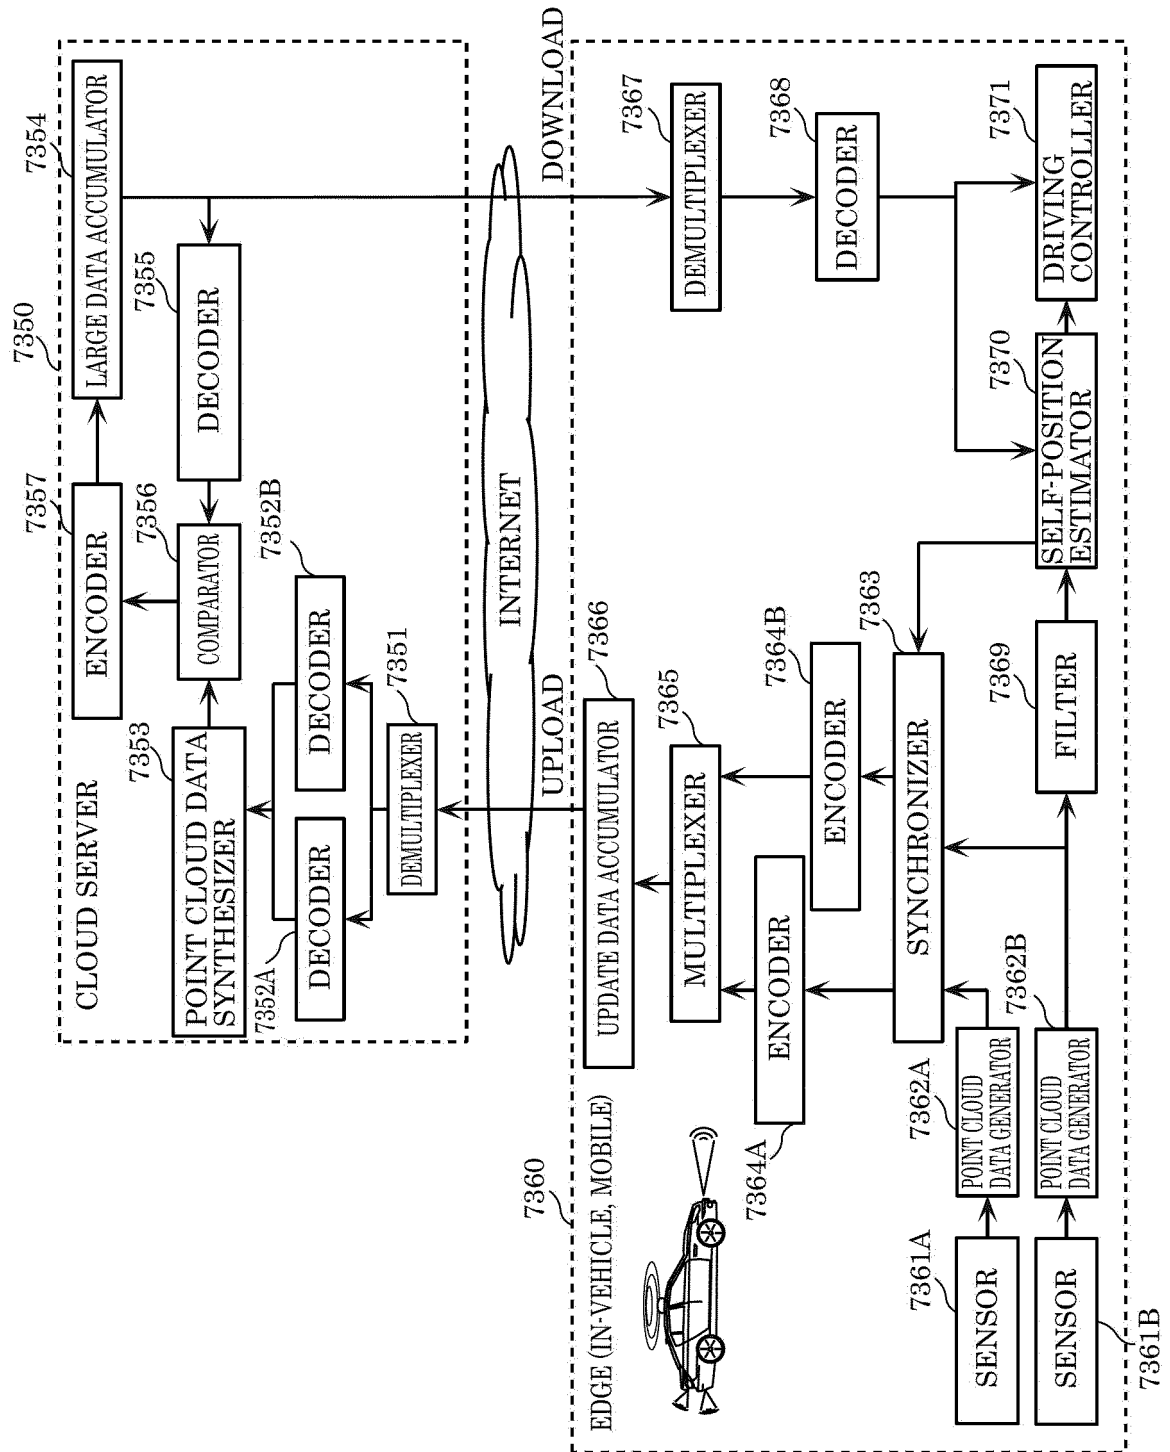 7350
CLOUD SERVER
7357
ENCODER
7354
LARGE DATA ACCUMULATOR
7353
POINT CLOUD DATA
SYNTHESIZER
7356
COMPARATOR
7355
DECODER
7352A
DECODER
7352B
DECODER
7351
DEMULTIPLEXER
INTERNET
UPLOAD
DOWNLOAD
7360
EDGE (IN-VEHICLE, MOBILE)
7366
UPDATE DATA ACCUMULATOR
7365
MULTIPLEXER
7367
DEMULTIPLEXER
7364A
ENCODER
7364B
ENCODER
7368
DECODER
7363
SYNCHRONIZER
7361A
SENSOR
7362A
POINT CLOUD
DATA GENERATOR
7361B
SENSOR
7362B
POINT CLOUD
DATA GENERATOR
7369
FILTER
7370
SELF-POSITION
ESTIMATOR
7371
DRIVING
CONTROLLER